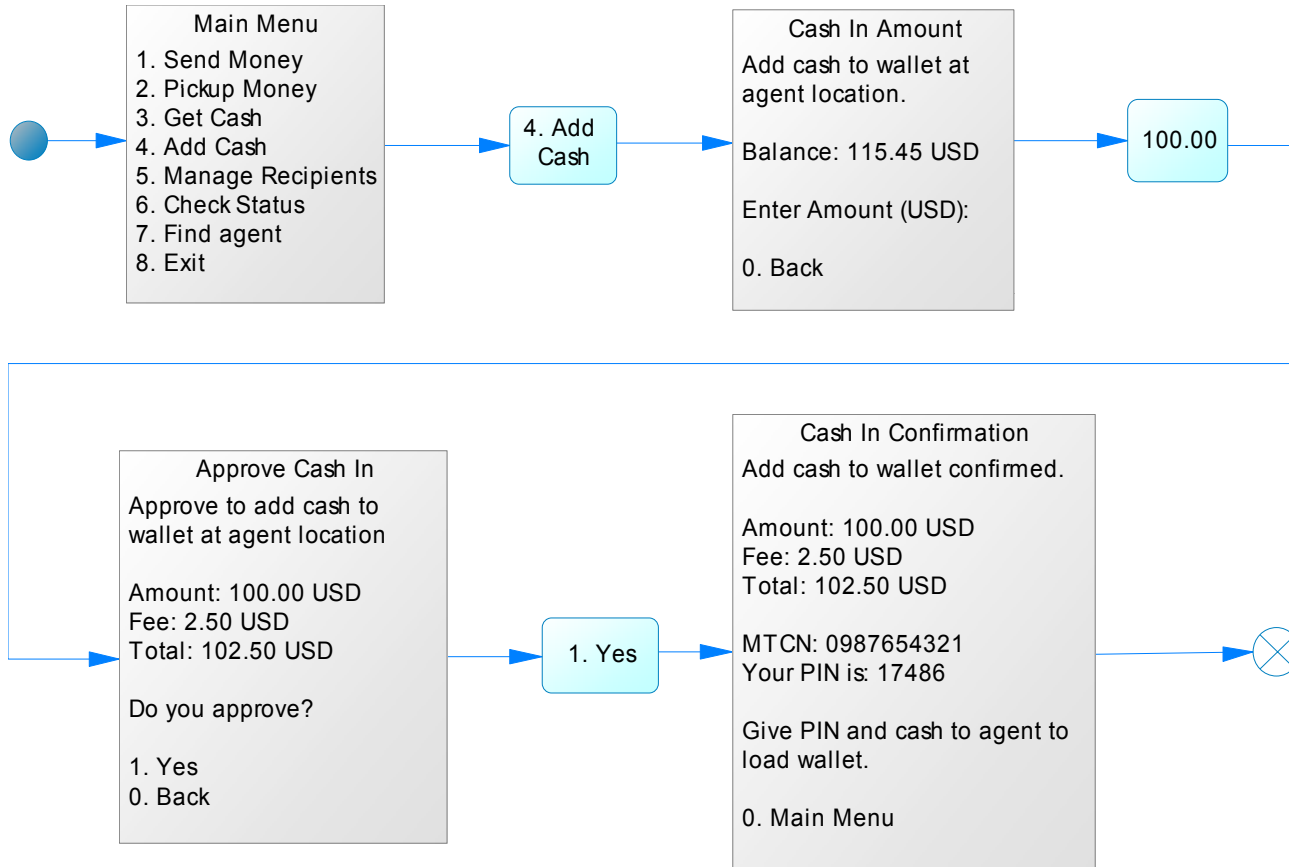 Main Menu
1. Send Money
2. Pickup Money
3. Get Cash
4. Add Cash
5. Manage Recipients
6. Check Status
7. Find agent
8. Exit
4. Add
Cash
Cash In Amount
Add cash to wallet at
agent location.
Balance: 115.45 USD
Enter Amount (USD):
0. Back
100.00
Approve Cash In
Approve to add cash to
wallet at agent location
Amount: 100.00 USD
Fee: 2.50 USD
Total: 102.50 USD
Do you approve?
1. Yes
0. Back
1. Yes
Cash In Confirmation
Add cash to wallet confirmed.
Amount: 100.00 USD
Fee: 2.50 USD
Total: 102.50 USD
MTCN: 0987654321
Your PIN is: 17486
Give PIN and cash to agent to
load wallet.
0. Main Menu